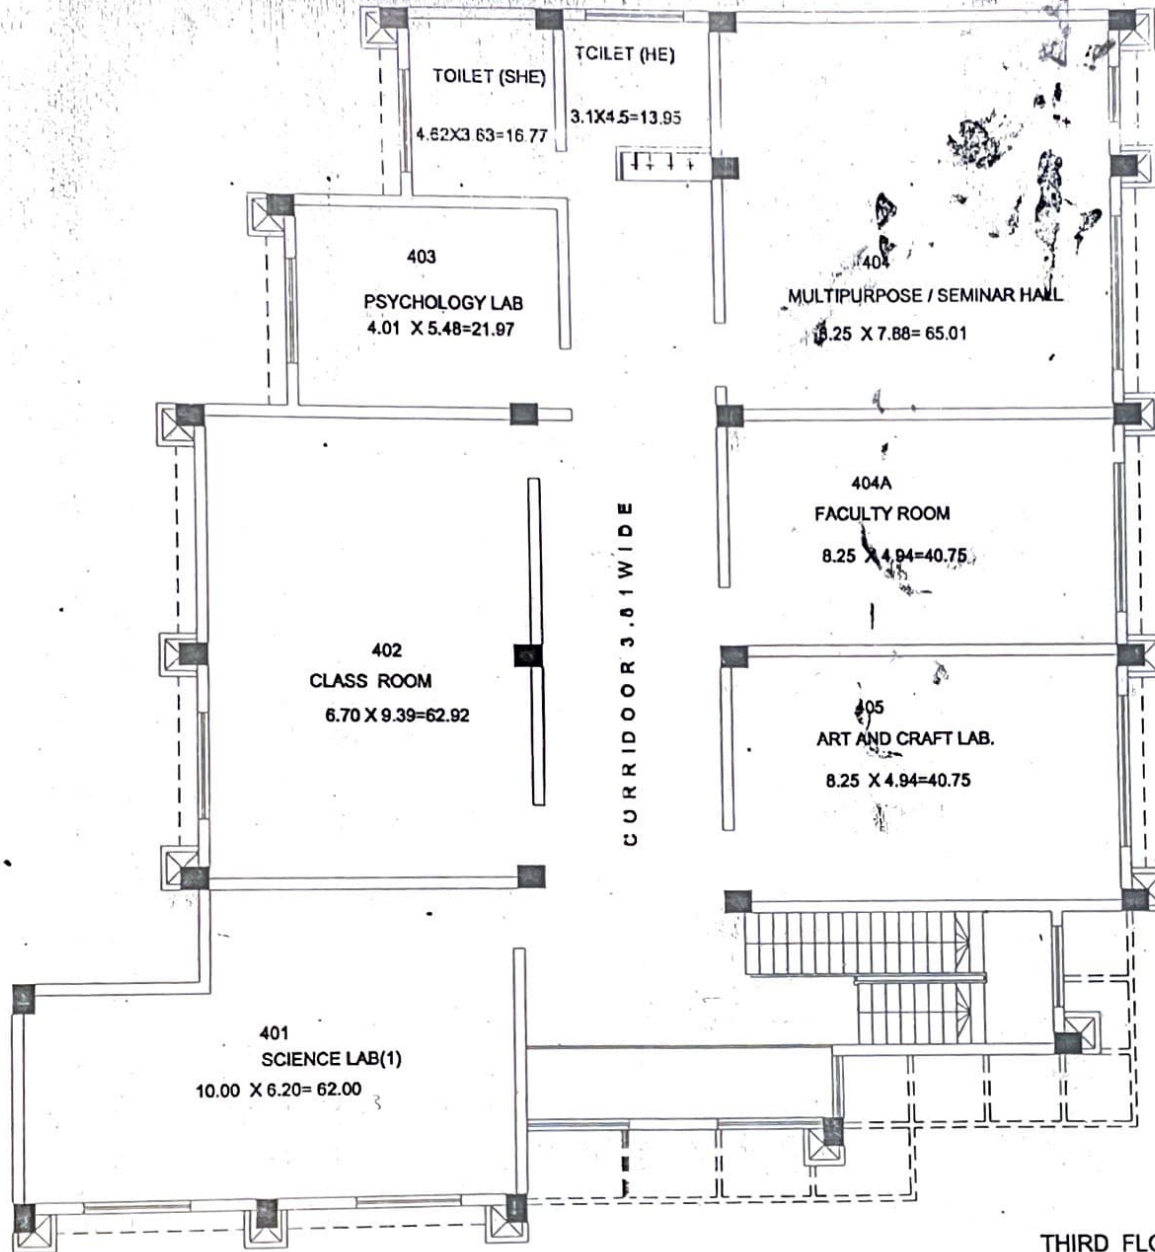 TOILET (SHE)
4.62X3.63=16.77
TCILET (HE)
3.1X4.5=13.95
403
PSYCHOLOGY LAB
4.01 X 5.48=21.97
404
MULTIPURPOSE / SEMINAR HALL
8.25 X 7.88= 65.01
404A
FACULTY ROOM
8.25 X 4.94=40.75
402
CLASS ROOM
6.70 X 9.39=62.92
CURRIDOOR 3.81 WIDE
405
ART AND CRAFT LAB.
8.25 X 4.94=40.75
401
SCIENCE LAB(1)
10.00 X 6.20= 62.00
THIRD FLO